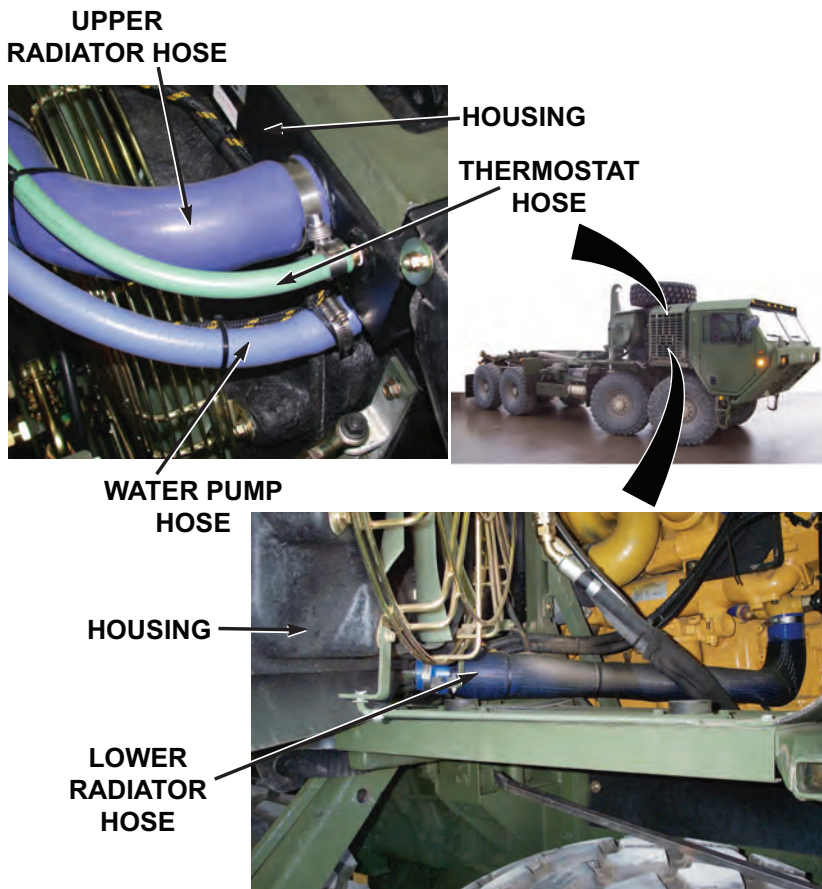 UPPER
RADIATOR HOSE
HOUSING
THERMOSTAT
HOSE
WATER PUMP
HOSE
HOUSING
LOWER
RADIATOR
HOSE